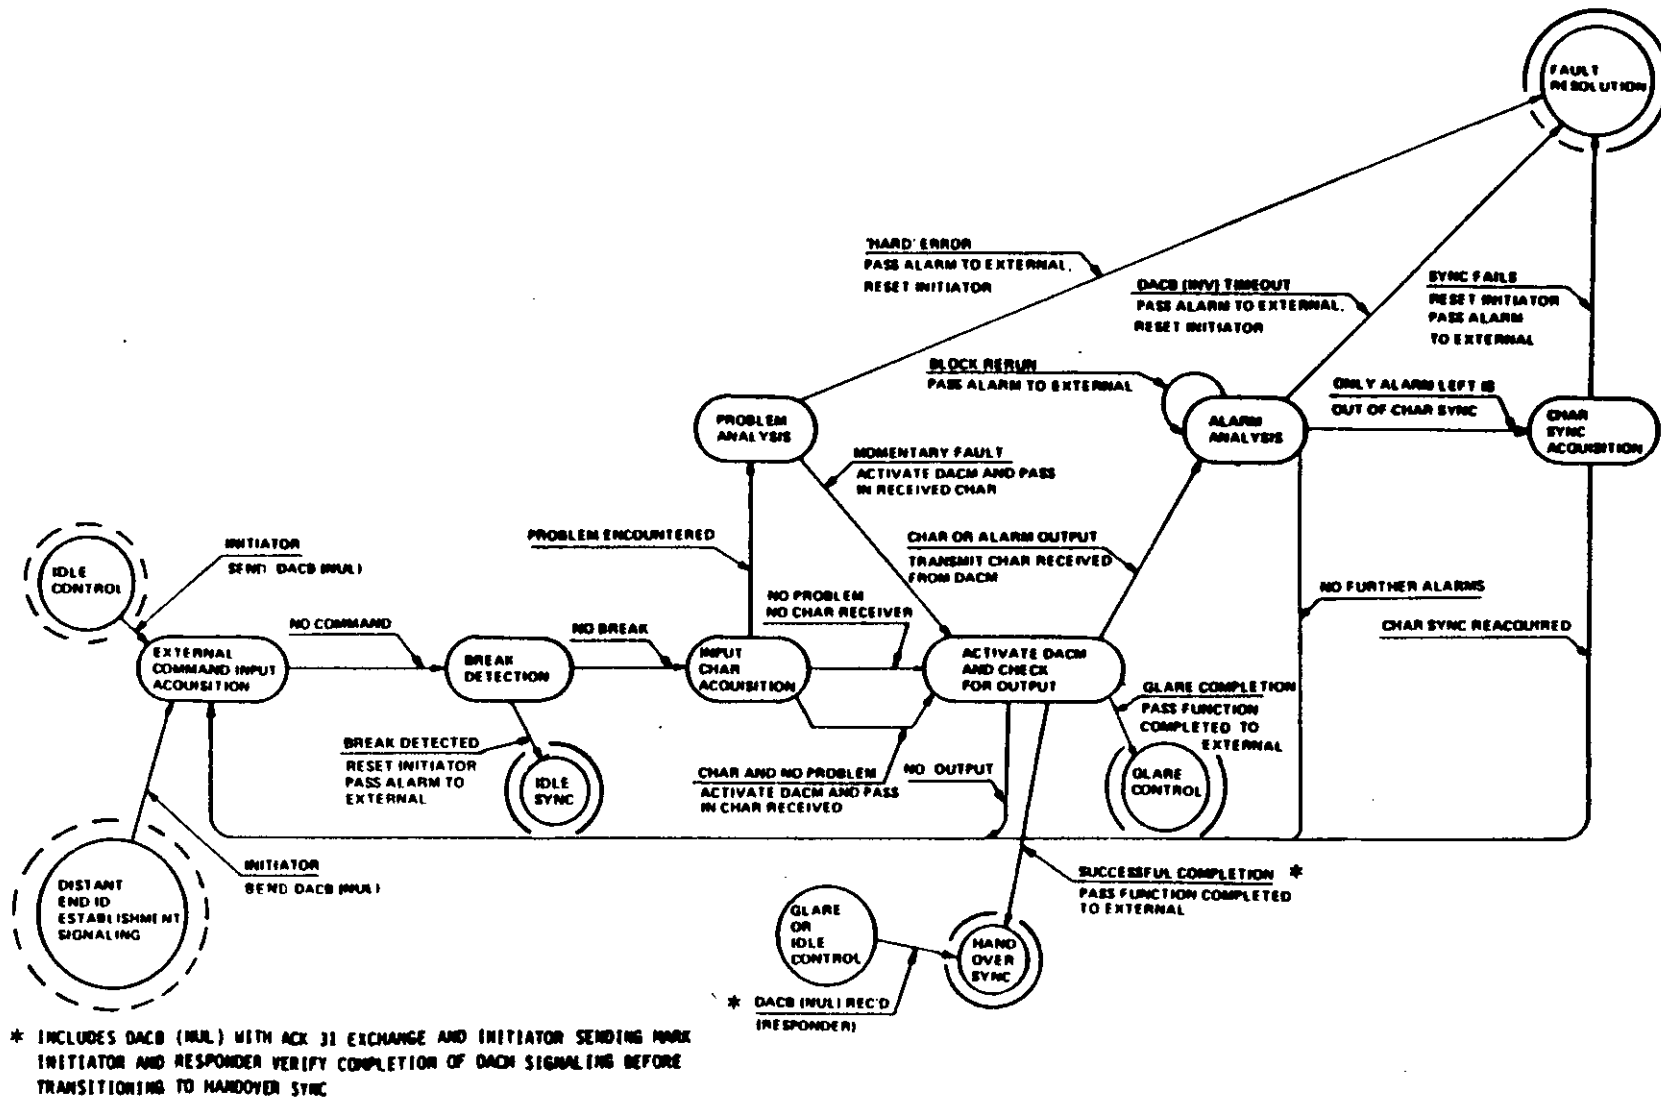 FAULT
RESOLUTION
'HARD' ERROR
PASS ALARM TO EXTERNAL,
RESET INITIATOR
DACB (INV) TIMEOUT
PASS ALARM TO EXTERNAL,
RESET INITIATOR
SYNC FAILS
RESET INITIATOR
PASS ALARM
TO EXTERNAL
BLOCK RERUN
PASS ALARM TO EXTERNAL
ONLY ALARM LEFT IS
OUT OF CHAR SYNC
PROBLEM
ANALYSIS
ALARM
ANALYSIS
CHAR
SYNC
ACQUISITION
MOMENTARY FAULT
ACTIVATE DACM AND PASS
IN RECEIVED CHAR
PROBLEM ENCOUNTERED
CHAR OR ALARM OUTPUT
TRANSMIT CHAR RECEIVED
FROM DACM
IDLE
CONTROL
INITIATOR
SEND DACB (NUL)
NO COMMAND
NO BREAK
NO PROBLEM
NO CHAR RECEIVER
NO FURTHER ALARMS
CHAR SYNC REACQUIRED
EXTERNAL
COMMAND INPUT
ACQUISITION
BREAK
DETECTION
INPUT
CHAR
ACQUISITION
ACTIVATE DACM
AND CHECK
FOR OUTPUT
GLARE COMPLETION
PASS FUNCTION
COMPLETED TO
EXTERNAL
BREAK DETECTED
RESET INITIATOR
PASS ALARM TO
EXTERNAL
IDLE
SYNC
CHAR AND NO PROBLEM
ACTIVATE DACM AND PASS
IN CHAR RECEIVED
NO OUTPUT
GLARE
CONTROL
INITIATOR
SEND DACB (NUL)
DISTANT
END ID
ESTABLISHMENT
SIGNALING
SUCCESSFUL COMPLETION *
PASS FUNCTION COMPLETED
TO EXTERNAL
GLARE
OR
IDLE
CONTROL
HAND
OVER
SYNC
* DACB (NUL) REC'D
(RESPONDER)
* INCLUDES DACB (NUL) WITH ACK 31 EXCHANGE AND INITIATOR SENDING MARK
INITIATOR AND RESPONDER VERIFY COMPLETION OF DACM SIGNALING BEFORE
TRANSITIONING TO HANDOVER SYNC